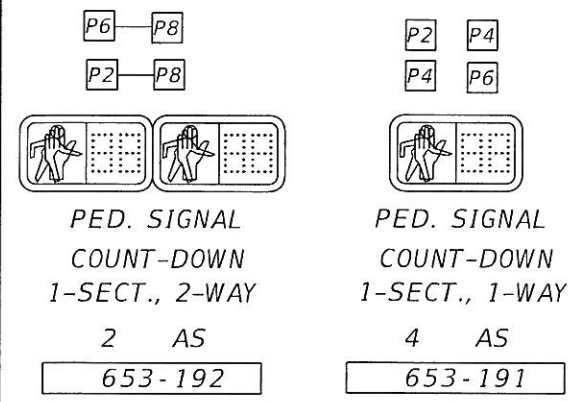 P6 P8
P2 P8
PED. SIGNAL
COUNT-DOWN
1-SECT., 2-WAY
2 AS
653-192
P2 P4
P4 P6
PED. SIGNAL
COUNT-DOWN
1-SECT., 1-WAY
4 AS
653-191